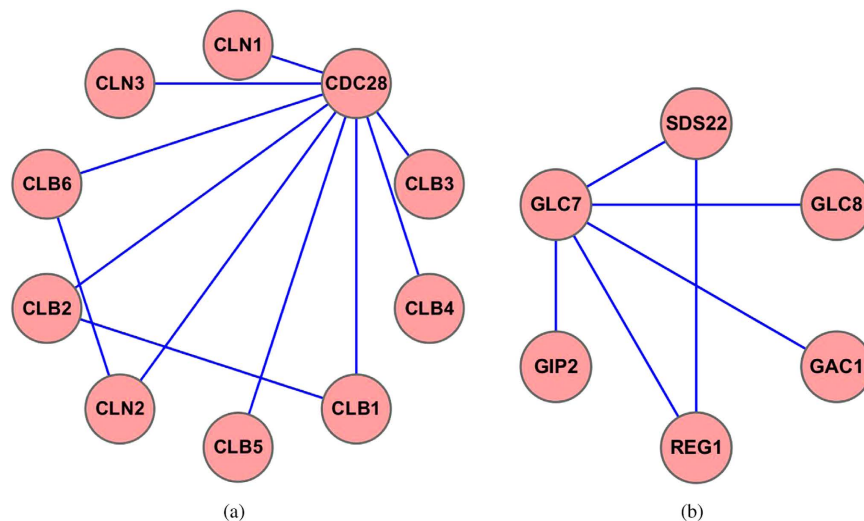 CLN1
CLN3
CDC28
CLB6
CLB3
CLB2
CLB4
CLN2
CLB1
CLB5
(a)
SDS22
GLC7
GLC8
GIP2
GAC1
REG1
(b)